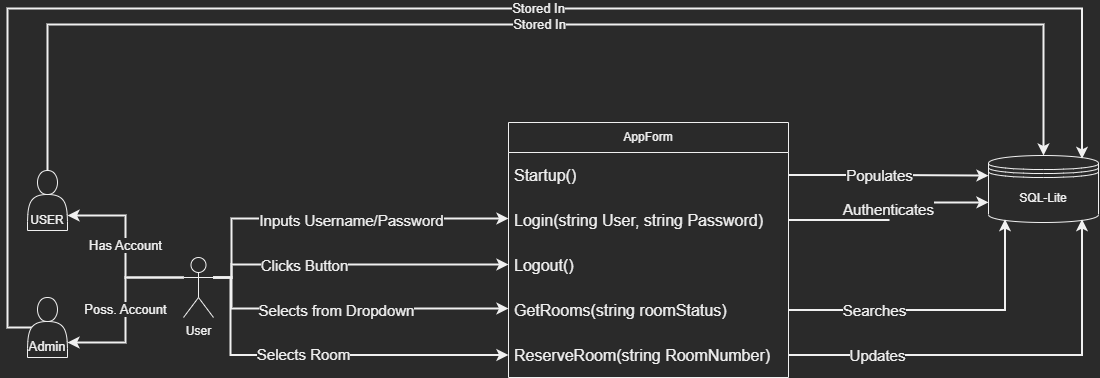 Stored In
Stored In
AppForm
Startup()
Populates
SQL-Lite
USER
Inputs Username/Password
Login(string User, string Password)
Authenticates
Has Account
Clicks Button
Logout()
Poss. Account
Selects from Dropdown
GetRooms(string roomStatus)
Searches
User
Admin
Selects Room
ReserveRoom(string RoomNumber)
Updates